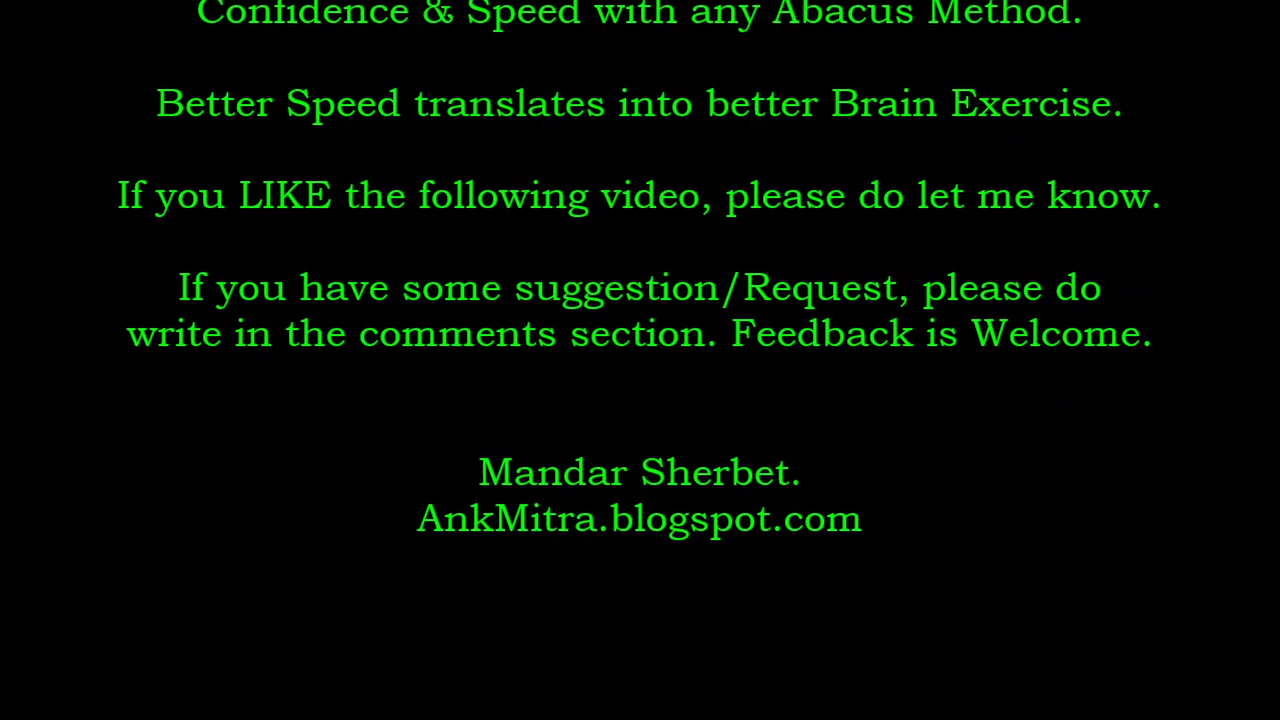 Confidence & Speed with any Abacus Method.
Better Speed translates into better Brain Exercise.
If you LIKE the following video, please do let me know.
If you have some suggestion/Request, please do
write in the comments section. Feedback is Welcome.
Mandar Sherbet.
AnkMitra.blogspot.com